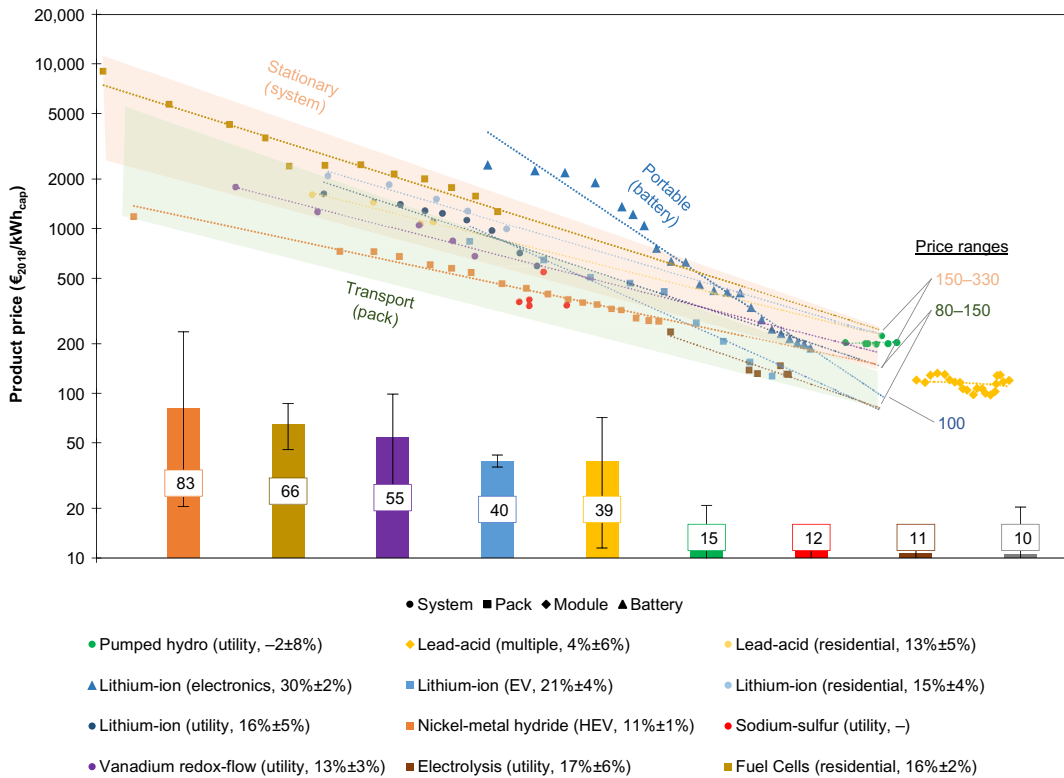 Product price (€2018/kWhcap)
20,000
10,000
5000
2000
1000
500
200
100
50
20
10
Stationary
(system)
Portable
(battery)
Transport
(pack)
Price ranges
150–330
80–150
100
83
66
55
40
39
15
12
11
10
System Pack Module Battery
Pumped hydro (utility, –2±8%) Lead-acid (multiple, 4%±6%) Lead-acid (residential, 13%±5%)
Lithium-ion (electronics, 30%±2%) Lithium-ion (EV, 21%±4%) Lithium-ion (residential, 15%±4%)
Lithium-ion (utility, 16%±5%) Nickel-metal hydride (HEV, 11%±1%) Sodium-sulfur (utility, –)
Vanadium redox-flow (utility, 13%±3%) Electrolysis (utility, 17%±6%) Fuel Cells (residential, 16%±2%)